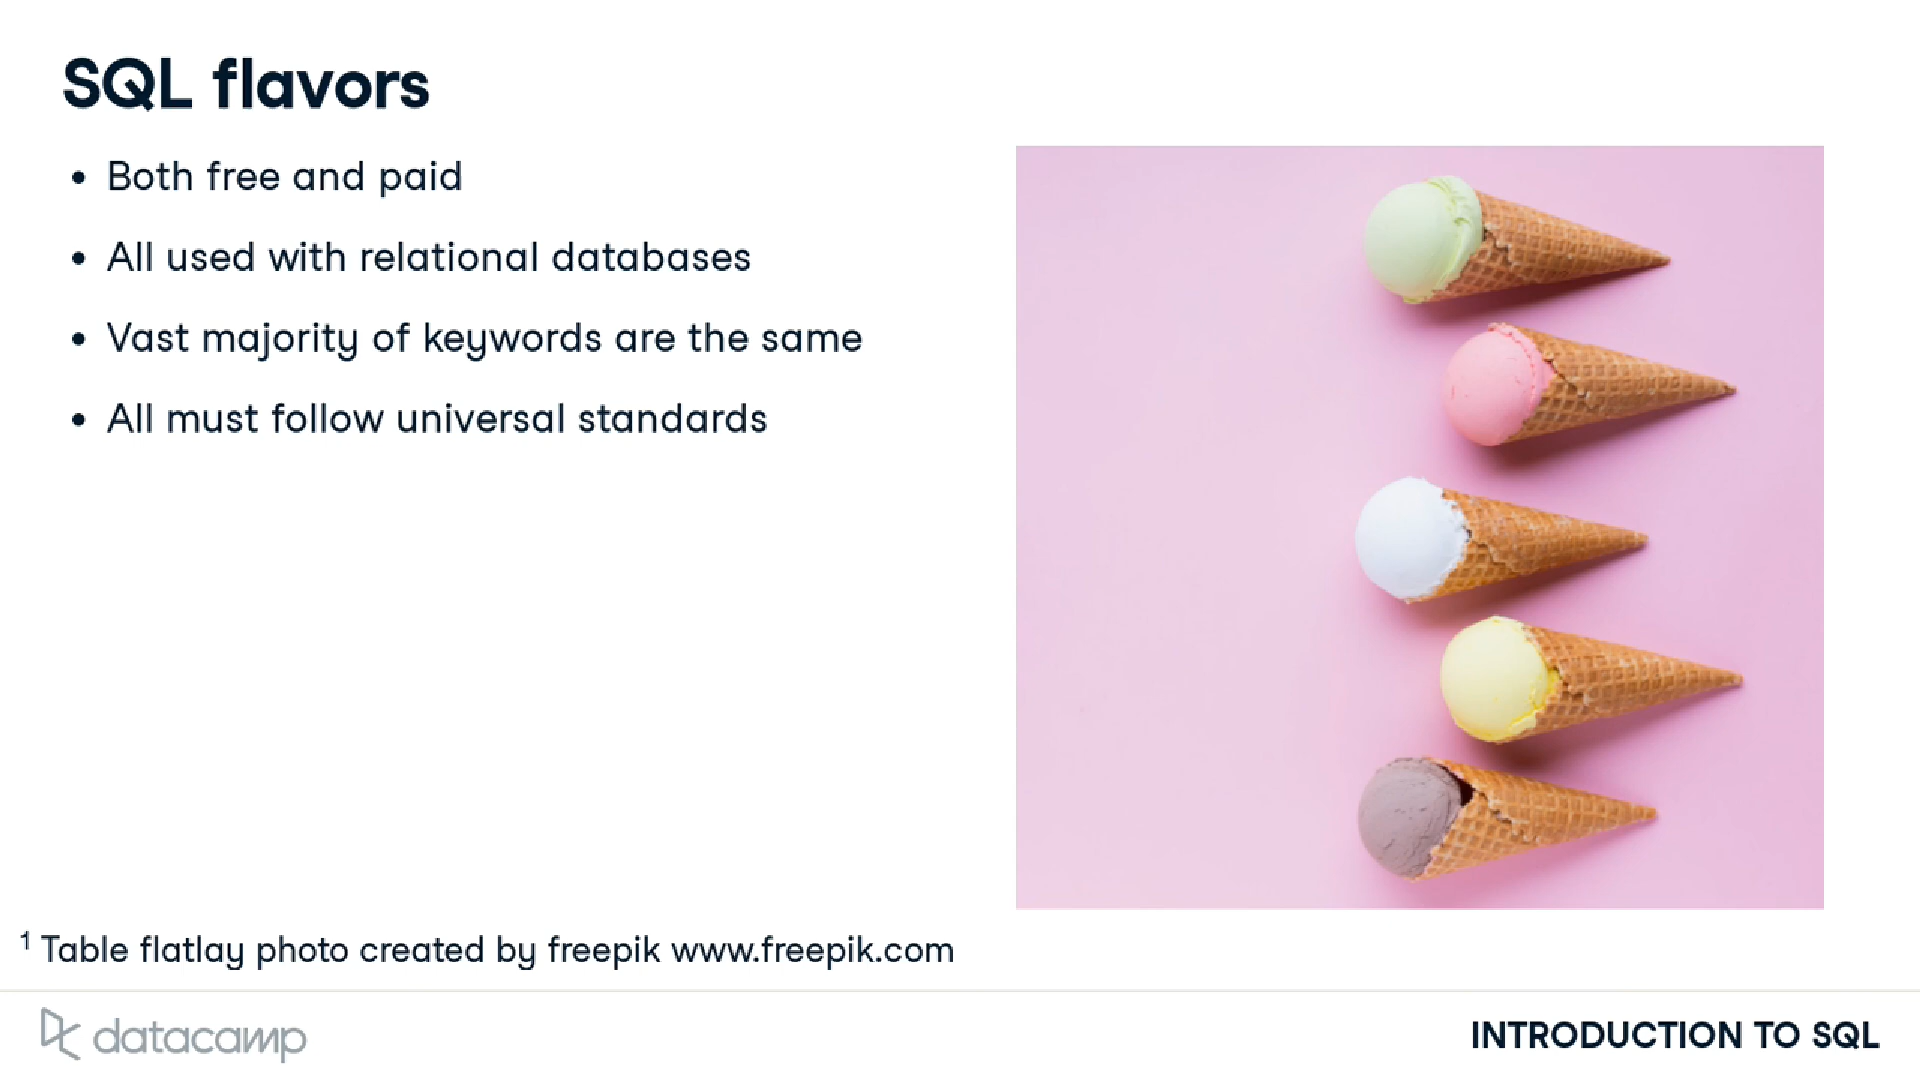 SQL flavors
• Both free and paid
• All used with relational databases
• Vast majority of keywords are the same
• All must follow universal standards
1 Table flatlay photo created by freepik www.freepik.com
datacamp
INTRODUCTION TO SQL